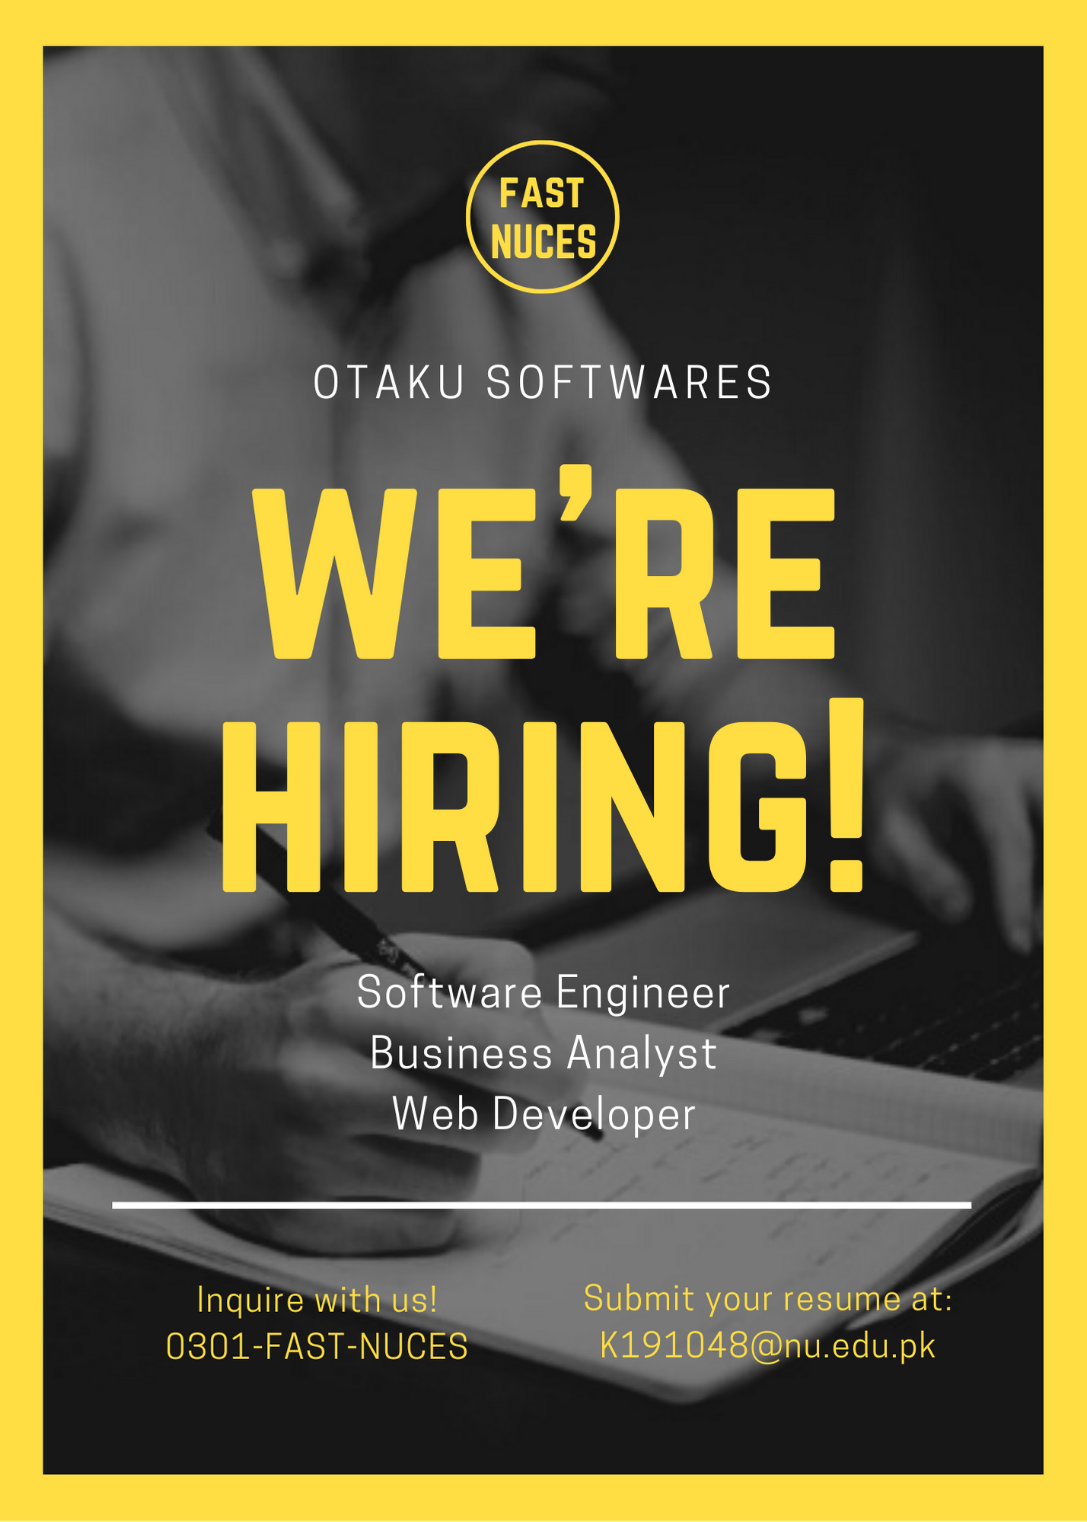 FAST
NUCES
OTAKU SOFTWARES
WE'RE
HIRING!
Software Engineer
Business Analyst
Web Developer
Inquire with us!
0301-FAST-NUCES
Submit your resume at:
K191048@nu.edu.pk